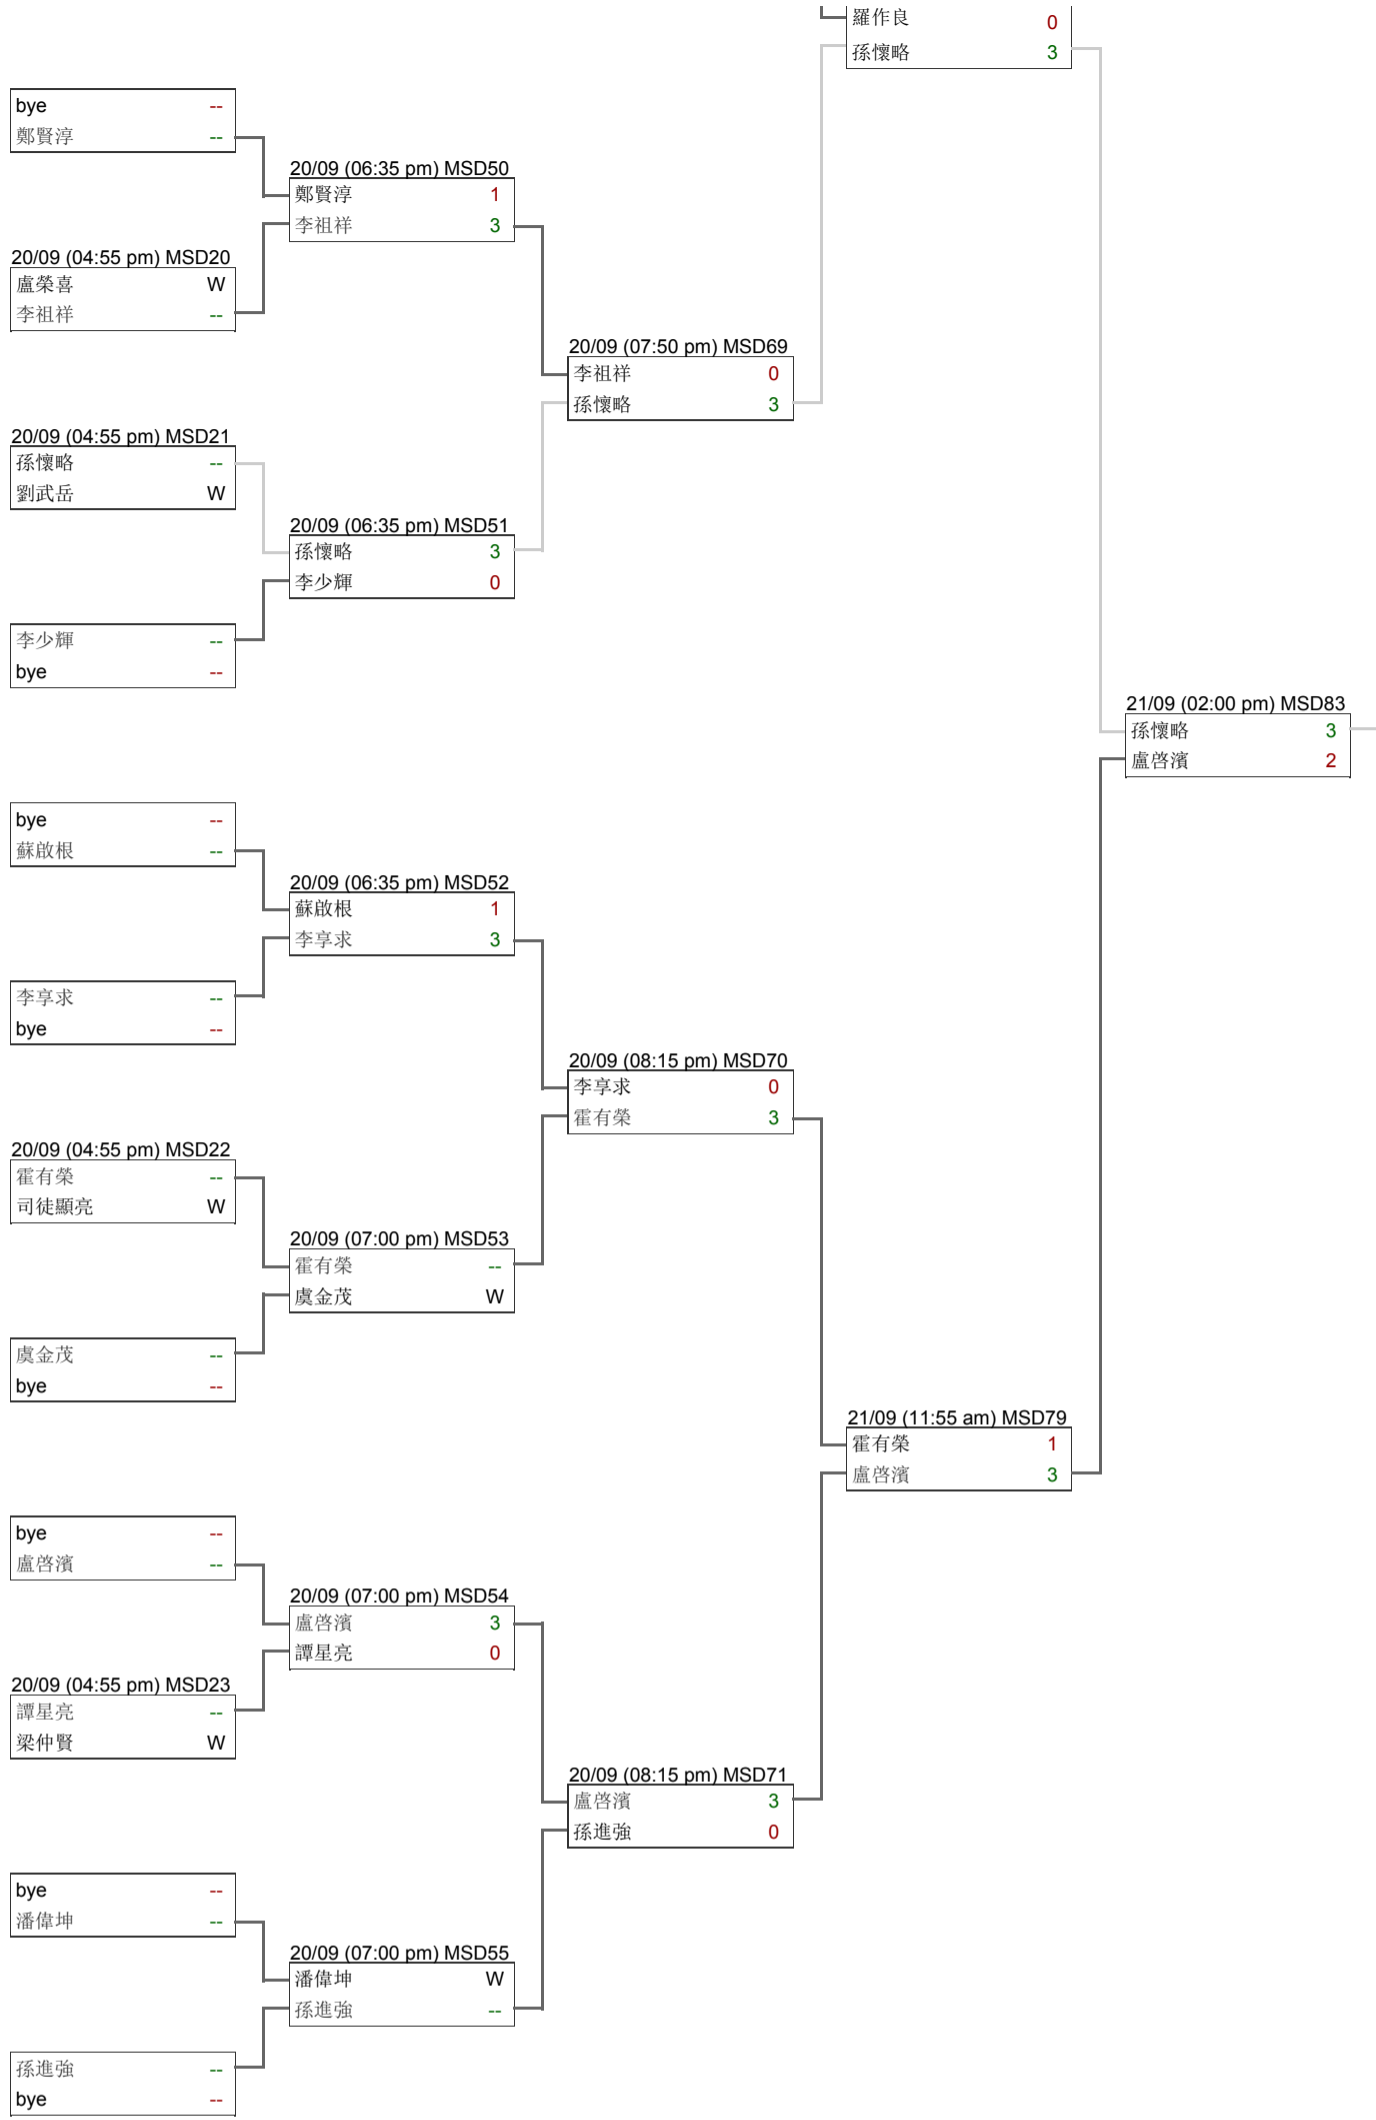 羅作良 0
孫懷略 3
bye --
鄭賢淳 --
20/09 (06:35 pm) MSD50
鄭賢淳 1
李祖祥 3
20/09 (04:55 pm) MSD20
盧榮喜 W
李祖祥 --
20/09 (07:50 pm) MSD69
李祖祥 0
孫懷略 3
20/09 (04:55 pm) MSD21
孫懷略 --
劉武岳 W
20/09 (06:35 pm) MSD51
孫懷略 3
李少輝 0
李少輝 --
bye --
21/09 (02:00 pm) MSD83
孫懷略 3
盧啓濱 2
bye --
蘇啟根 --
20/09 (06:35 pm) MSD52
蘇啟根 1
李享求 3
李享求 --
bye --
20/09 (08:15 pm) MSD70
李享求 0
霍有榮 3
20/09 (04:55 pm) MSD22
霍有榮 --
司徒顯亮 W
20/09 (07:00 pm) MSD53
霍有榮 --
虞金茂 W
虞金茂 --
bye --
21/09 (11:55 am) MSD79
霍有榮 1
盧啓濱 3
bye --
盧啓濱 --
20/09 (07:00 pm) MSD54
盧啓濱 3
譚星亮 0
20/09 (04:55 pm) MSD23
譚星亮 --
梁仲賢 W
20/09 (08:15 pm) MSD71
盧啓濱 3
孫進強 0
bye --
潘偉坤 --
20/09 (07:00 pm) MSD55
潘偉坤 W
孫進強 --
孫進強 --
bye --